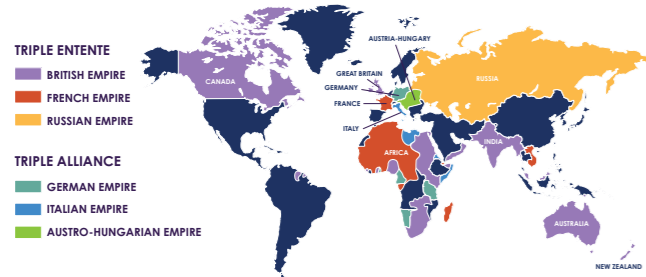 TRIPLE ENTENTE
BRITISH EMPIRE
FRENCH EMPIRE
RUSSIAN EMPIRE
TRIPLE ALLIANCE
GERMAN EMPIRE
ITALIAN EMPIRE
AUSTRO-HUNGARIAN EMPIRE
AUSTRIA-HUNGARY
GREAT BRITAIN
GERMANY
FRANCE
ITALY
CANADA
RUSSIA
AFRICA
INDIA
AUSTRALIA
NEW ZEALAND